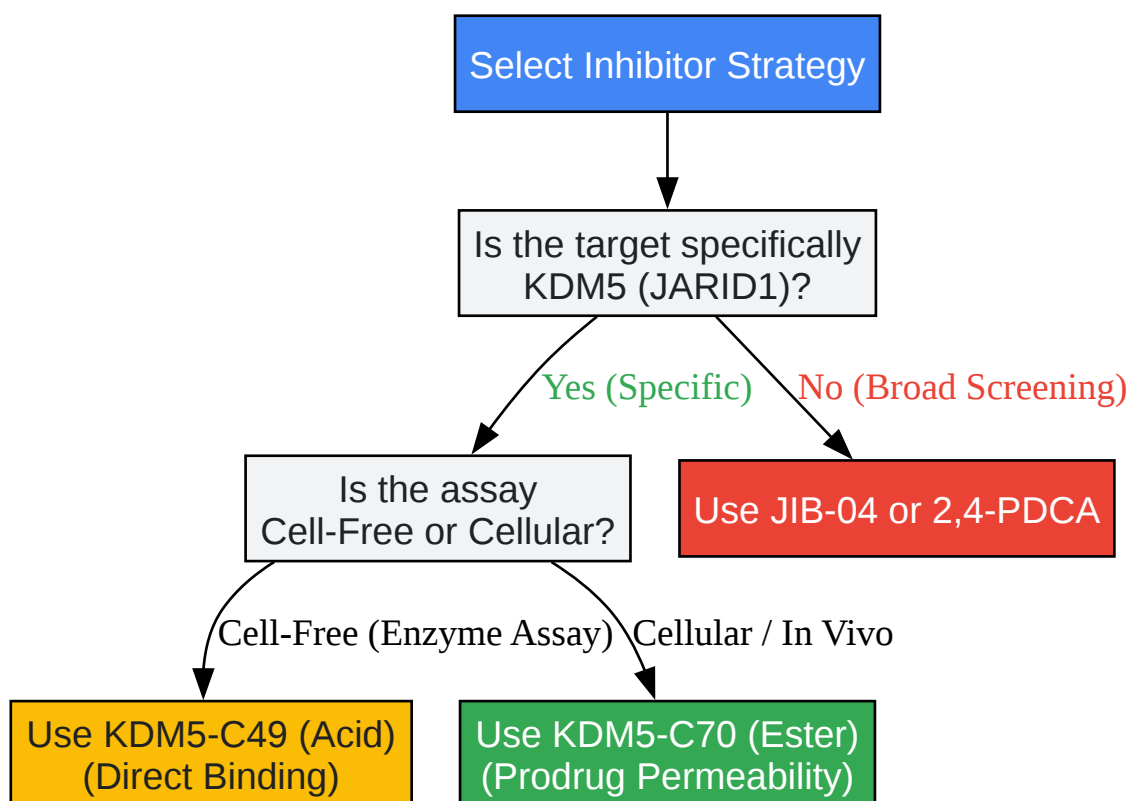 Select Inhibitor Strategy
Is the target specifically
KDM5 (JARID1)?
Yes (Specific)
No (Broad Screening)
Is the assay
Cell-Free or Cellular?
Use JIB-04 or 2,4-PDCA
Cell-Free (Enzyme Assay)
Cellular / In Vivo
Use KDM5-C49 (Acid)
(Direct Binding)
Use KDM5-C70 (Ester)
(Prodrug Permeability)